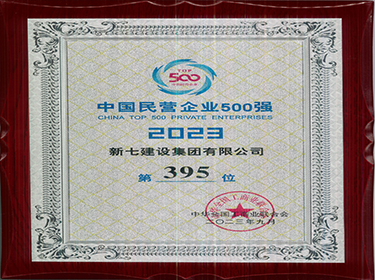 TOP
500
中国民营企业500强
CHINA TOP 500 PRIVATE ENTERPRISES
2023
新七建设集团有限公司
第 395 位
中华全国工商业联合会
二〇二三年九月